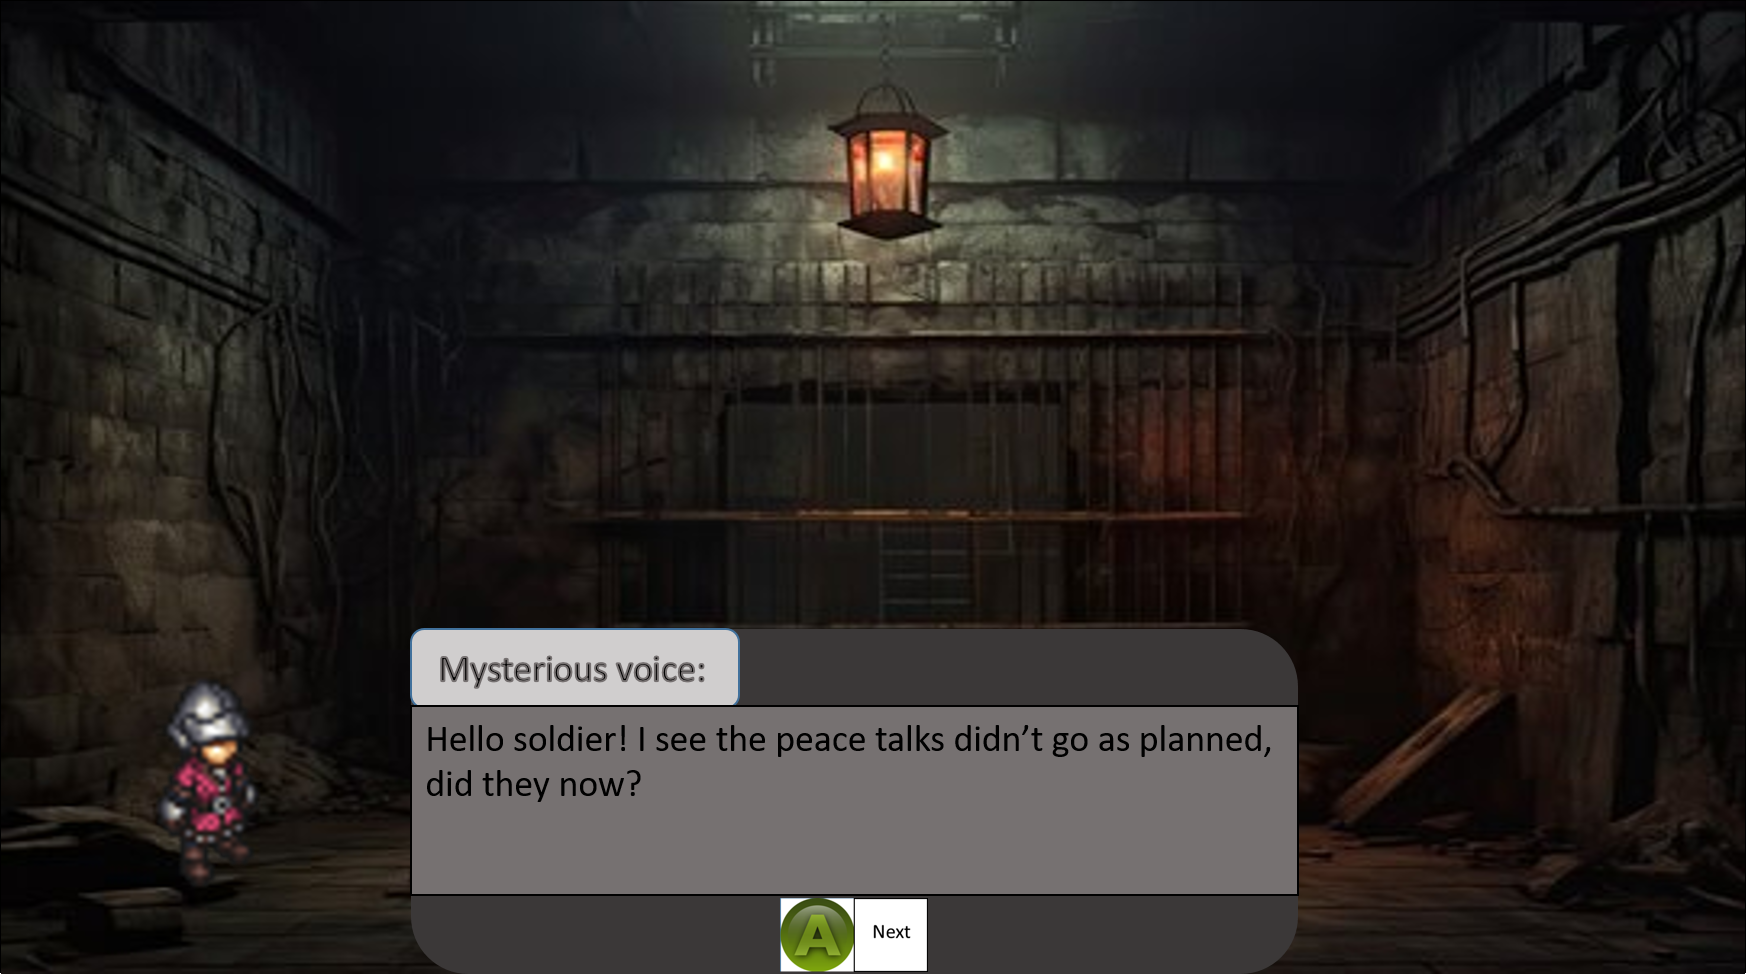 Mysterious voice:
Hello soldier! I see the peace talks didn’t go as planned,
did they now?
A
Next